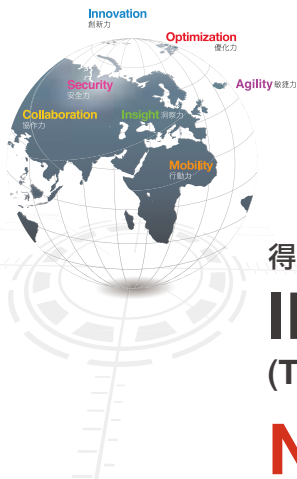 Innovation
創新力
Optimization
優化力
Security
安全力
Agility 敏捷力
Collaboration
協作力
Insight 洞察力
Mobility
行動力
得
(T